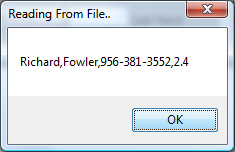 Reading From File..
Richard,Fowler,956-381-3552,2.4
OK